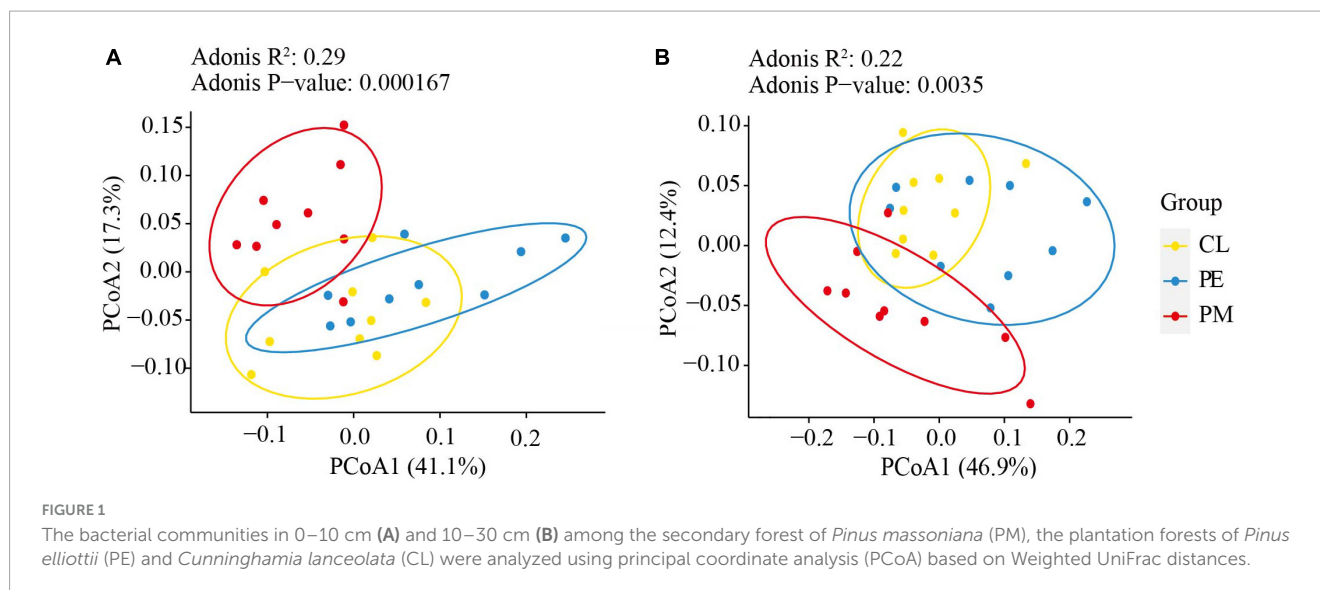 A
Adonis R²: 0.29
Adonis P−value: 0.000167
PCoA2 (17.3%)
0.15
0.10
0.05
0.00
−0.05
−0.10
−0.1
0.0
0.1
0.2
PCoA1 (41.1%)
B
Adonis R²: 0.22
Adonis P−value: 0.0035
PCoA2 (12.4%)
0.10
0.05
0.00
−0.05
−0.10
−0.2
−0.1
0.0
0.1
0.2
PCoA1 (46.9%)
Group
CL
PE
PM
FIGURE 1
The bacterial communities in 0–10 cm (A) and 10–30 cm (B) among the secondary forest of Pinus massoniana (PM), the plantation forests of Pinus
elliottii (PE) and Cunninghamia lanceolata (CL) were analyzed using principal coordinate analysis (PCoA) based on Weighted UniFrac distances.